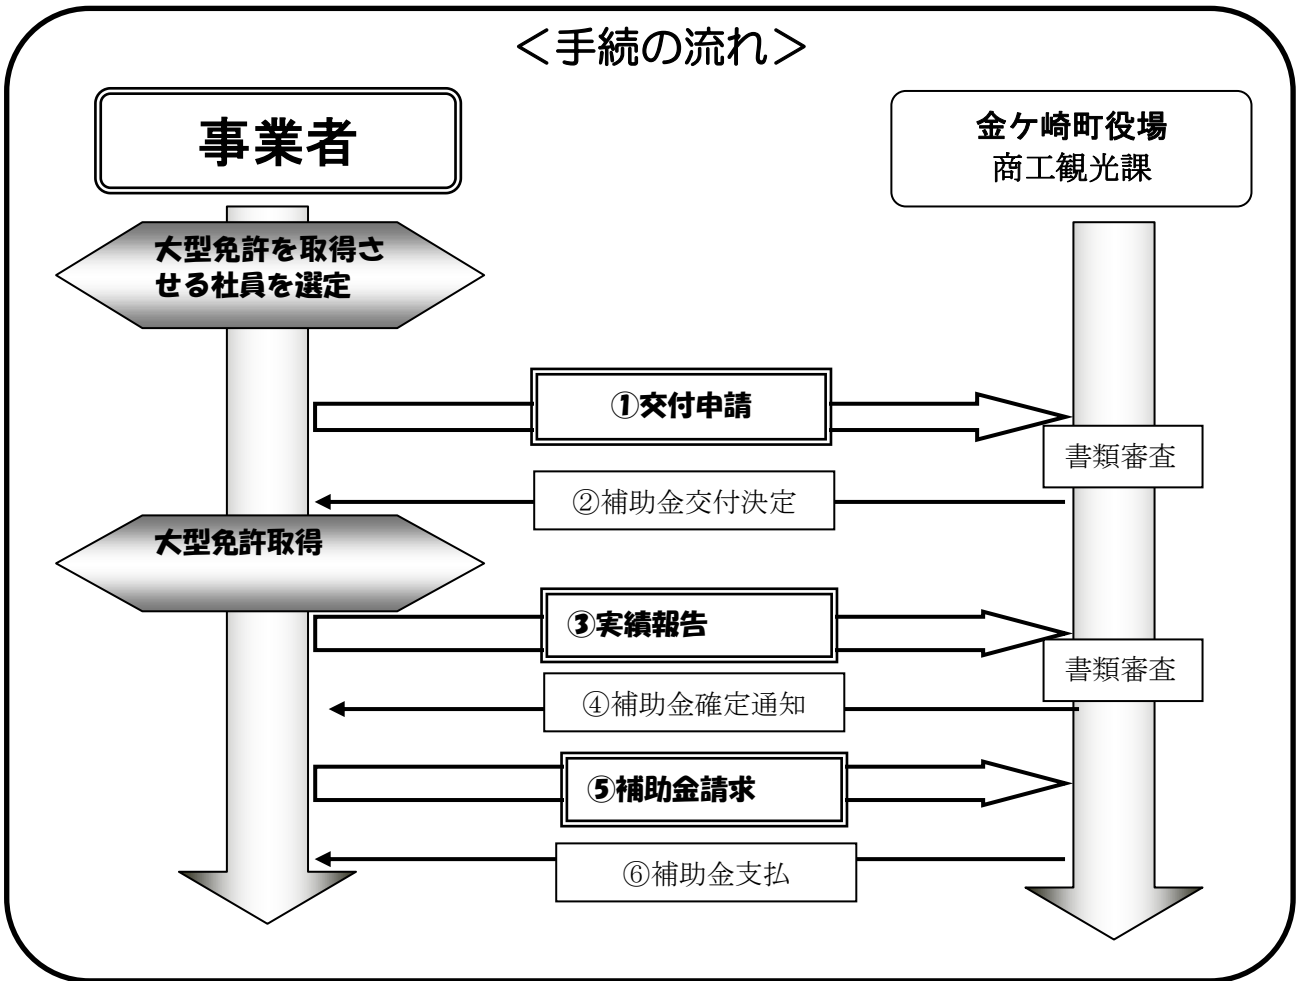 ＜手続の流れ＞
事業者
金ケ崎町役場
商工観光課
大型免許を取得さ
せる社員を選定
①交付申請
書類審査
②補助金交付決定
大型免許取得
③実績報告
書類審査
④補助金確定通知
⑤補助金請求
⑥補助金支払